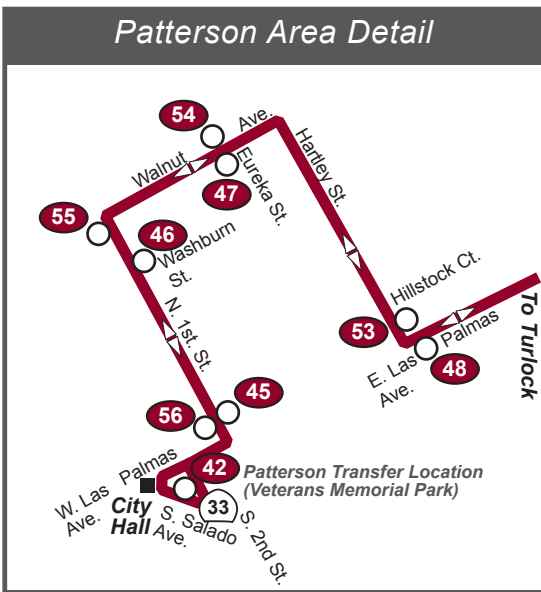 Patterson Area Detail
54
Ave.
Walnut
Hartley St.
Eureka St.
47
55
46
Washburn
St.
N. 1st. St.
Hillstock Ct.
53
E. Las Palmas
Ave.
48
To Turlock
45
56
42
Patterson Transfer Location
(Veterans Memorial Park)
W. Las Palmas
Ave.
City
Hall
33
S. Salado
Ave.
S. 2nd St.